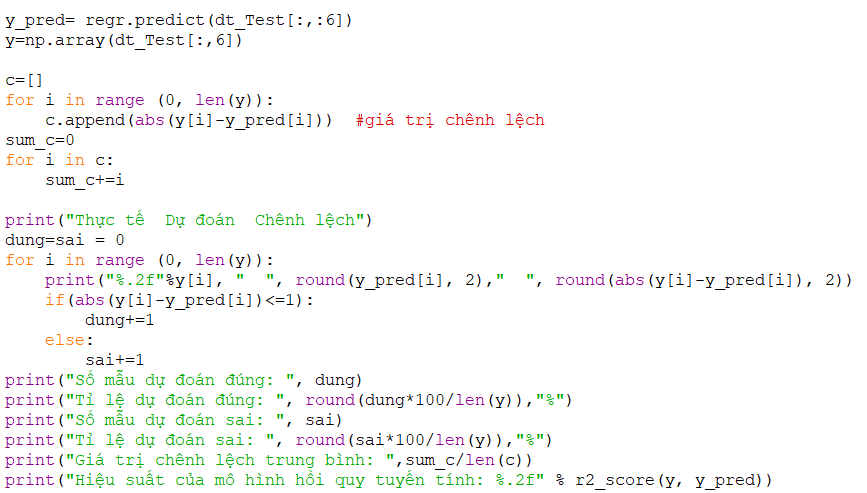 y_pred= regr.predict(dt_Test[:,:6])
y=np.array(dt_Test[:,6])
c=[]
for i in range (0, len(y)):
    c.append(abs(y[i]-y_pred[i]))  #giá trị chênh lệch
sum_c=0
for i in c:
    sum_c+=i
print("Thực tế  Dự đoán  Chênh lệch")
dung=sai = 0
for i in range (0, len(y)):
    print("%.2f"%y[i], "  ", round(y_pred[i], 2),"  ", round(abs(y[i]-y_pred[i]), 2))
    if(abs(y[i]-y_pred[i])<=1):
        dung+=1
    else:
        sai+=1
print("Số mẫu dự đoán đúng: ", dung)
print("Tỉ lệ dự đoán đúng: ", round(dung*100/len(y)),"%")
print("Số mẫu dự đoán sai: ", sai)
print("Tỉ lệ dự đoán sai: ", round(sai*100/len(y)),"%")
print("Giá trị chênh lệch trung bình: ",sum_c/len(c))
print("Hiệu suất của mô hình hồi quy tuyến tính: %.2f" % r2_score(y, y_pred))